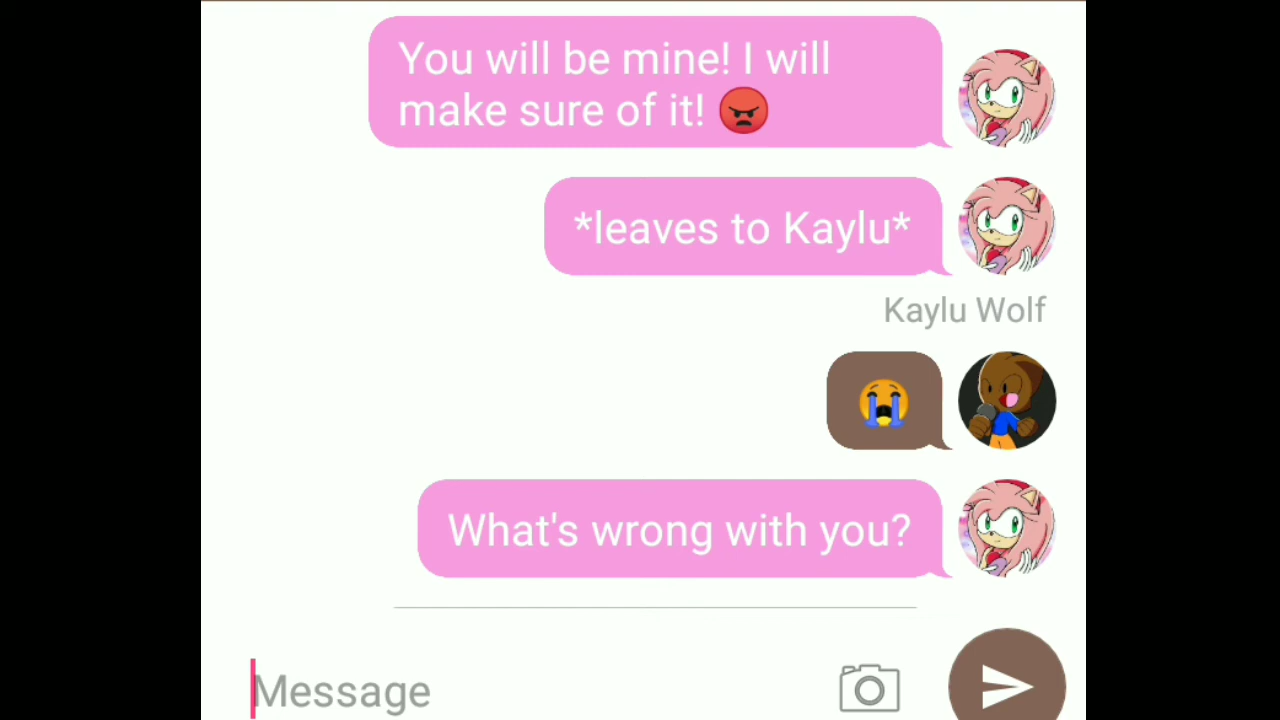 You will be mine! I will
make sure of it! 😡
*leaves to Kaylu*
Kaylu Wolf
😭
What's wrong with you?
Message